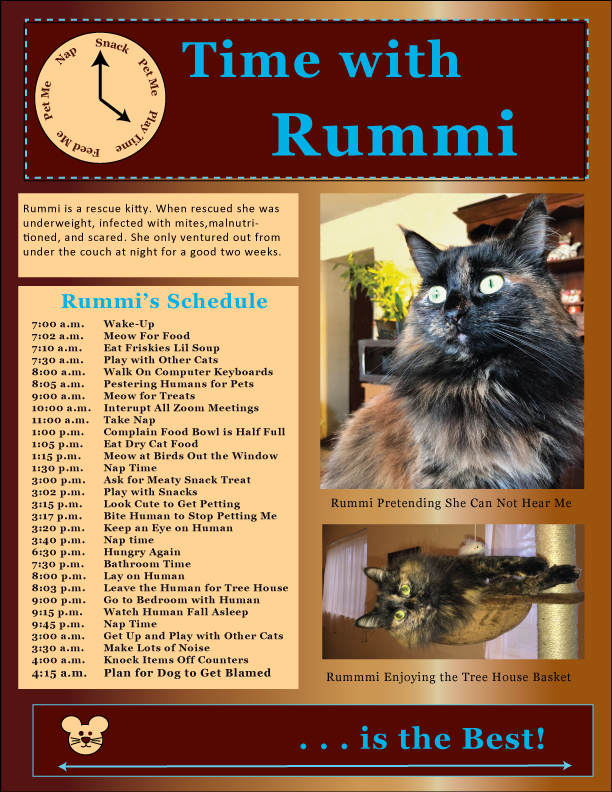 Snack
Pet Me
Play Time
Feed Me
Pet Me
Nap
Time with
Rummi
Rummi is a rescue kitty. When rescued she was
underweight, infected with mites,malnutri-
tioned, and scared. She only ventured out from
under the couch at night for a good two weeks.
Rummi's Schedule
7:00 a.m. Wake-Up
7:02 a.m. Meow For Food
7:10 a.m. Eat Friskies Lil Soup
7:30 a.m. Play with Other Cats
8:00 a.m. Walk On Computer Keyboards
8:05 a.m. Pestering Humans for Pets
9:00 a.m. Meow for Treats
10:00 a.m. Interupt All Zoom Meetings
11:00 a.m. Take Nap
1:00 p.m. Complain Food Bowl is Half Full
1:05 p.m. Eat Dry Cat Food
1:15 p.m. Meow at Birds Out the Window
1:30 p.m. Nap Time
3:00 p.m. Ask for Meaty Snack Treat
3:02 p.m. Play with Snacks
3:15 p.m. Look Cute to Get Petting
3:17 p.m. Bite Human to Stop Petting Me
3:20 p.m. Keep an Eye on Human
3:40 p.m. Nap time
6:30 p.m. Hungry Again
7:30 p.m. Bathroom Time
8:00 p.m. Lay on Human
8:03 p.m. Leave the Human for Tree House
9:00 p.m. Go to Bedroom with Human
9:15 p.m. Watch Human Fall Asleep
9:45 p.m. Nap Time
3:00 a.m. Get Up and Play with Other Cats
3:30 a.m. Make Lots of Noise
4:00 a.m. Knock Items Off Counters
4:15 a.m. Plan for Dog to Get Blamed
Rummi Pretending She Can Not Hear Me
Rummmi Enjoying the Tree House Basket
. . . is the Best!